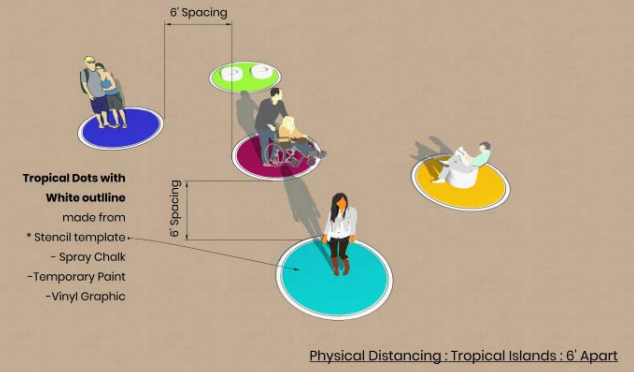 6' Spacing
Tropical Dots with
White outlline
made from
* Stencil template
- Spray Chalk
-Temporary Paint
-Vinyl Graphic
6' Spacing
Physical Distancing : Tropical Islands : 6' Apart